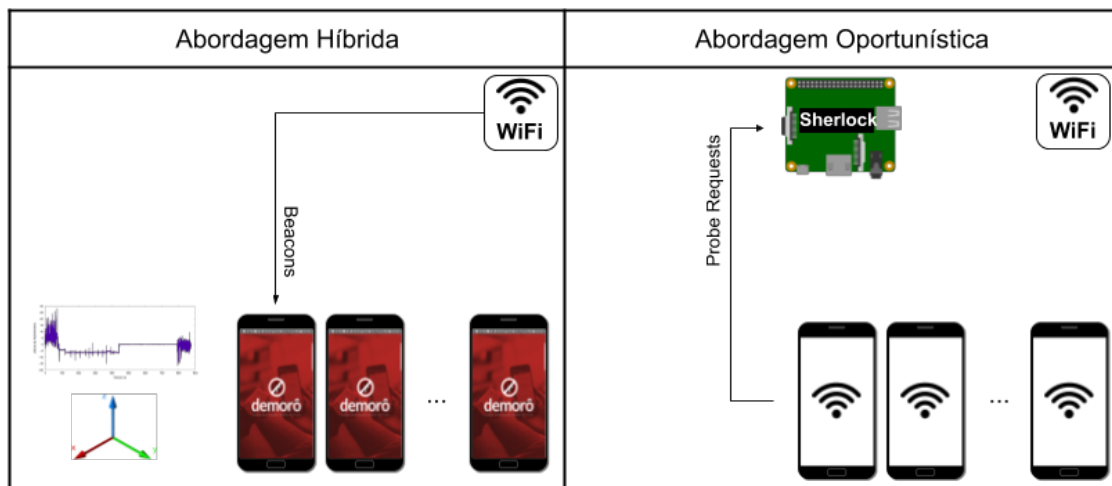 Abordagem Híbrida
Abordagem Oportunística
WiFi
Beacons
demorô
demorô
...
demorô
X
Z
Y
Sherlock
WiFi
Probe Requests
...